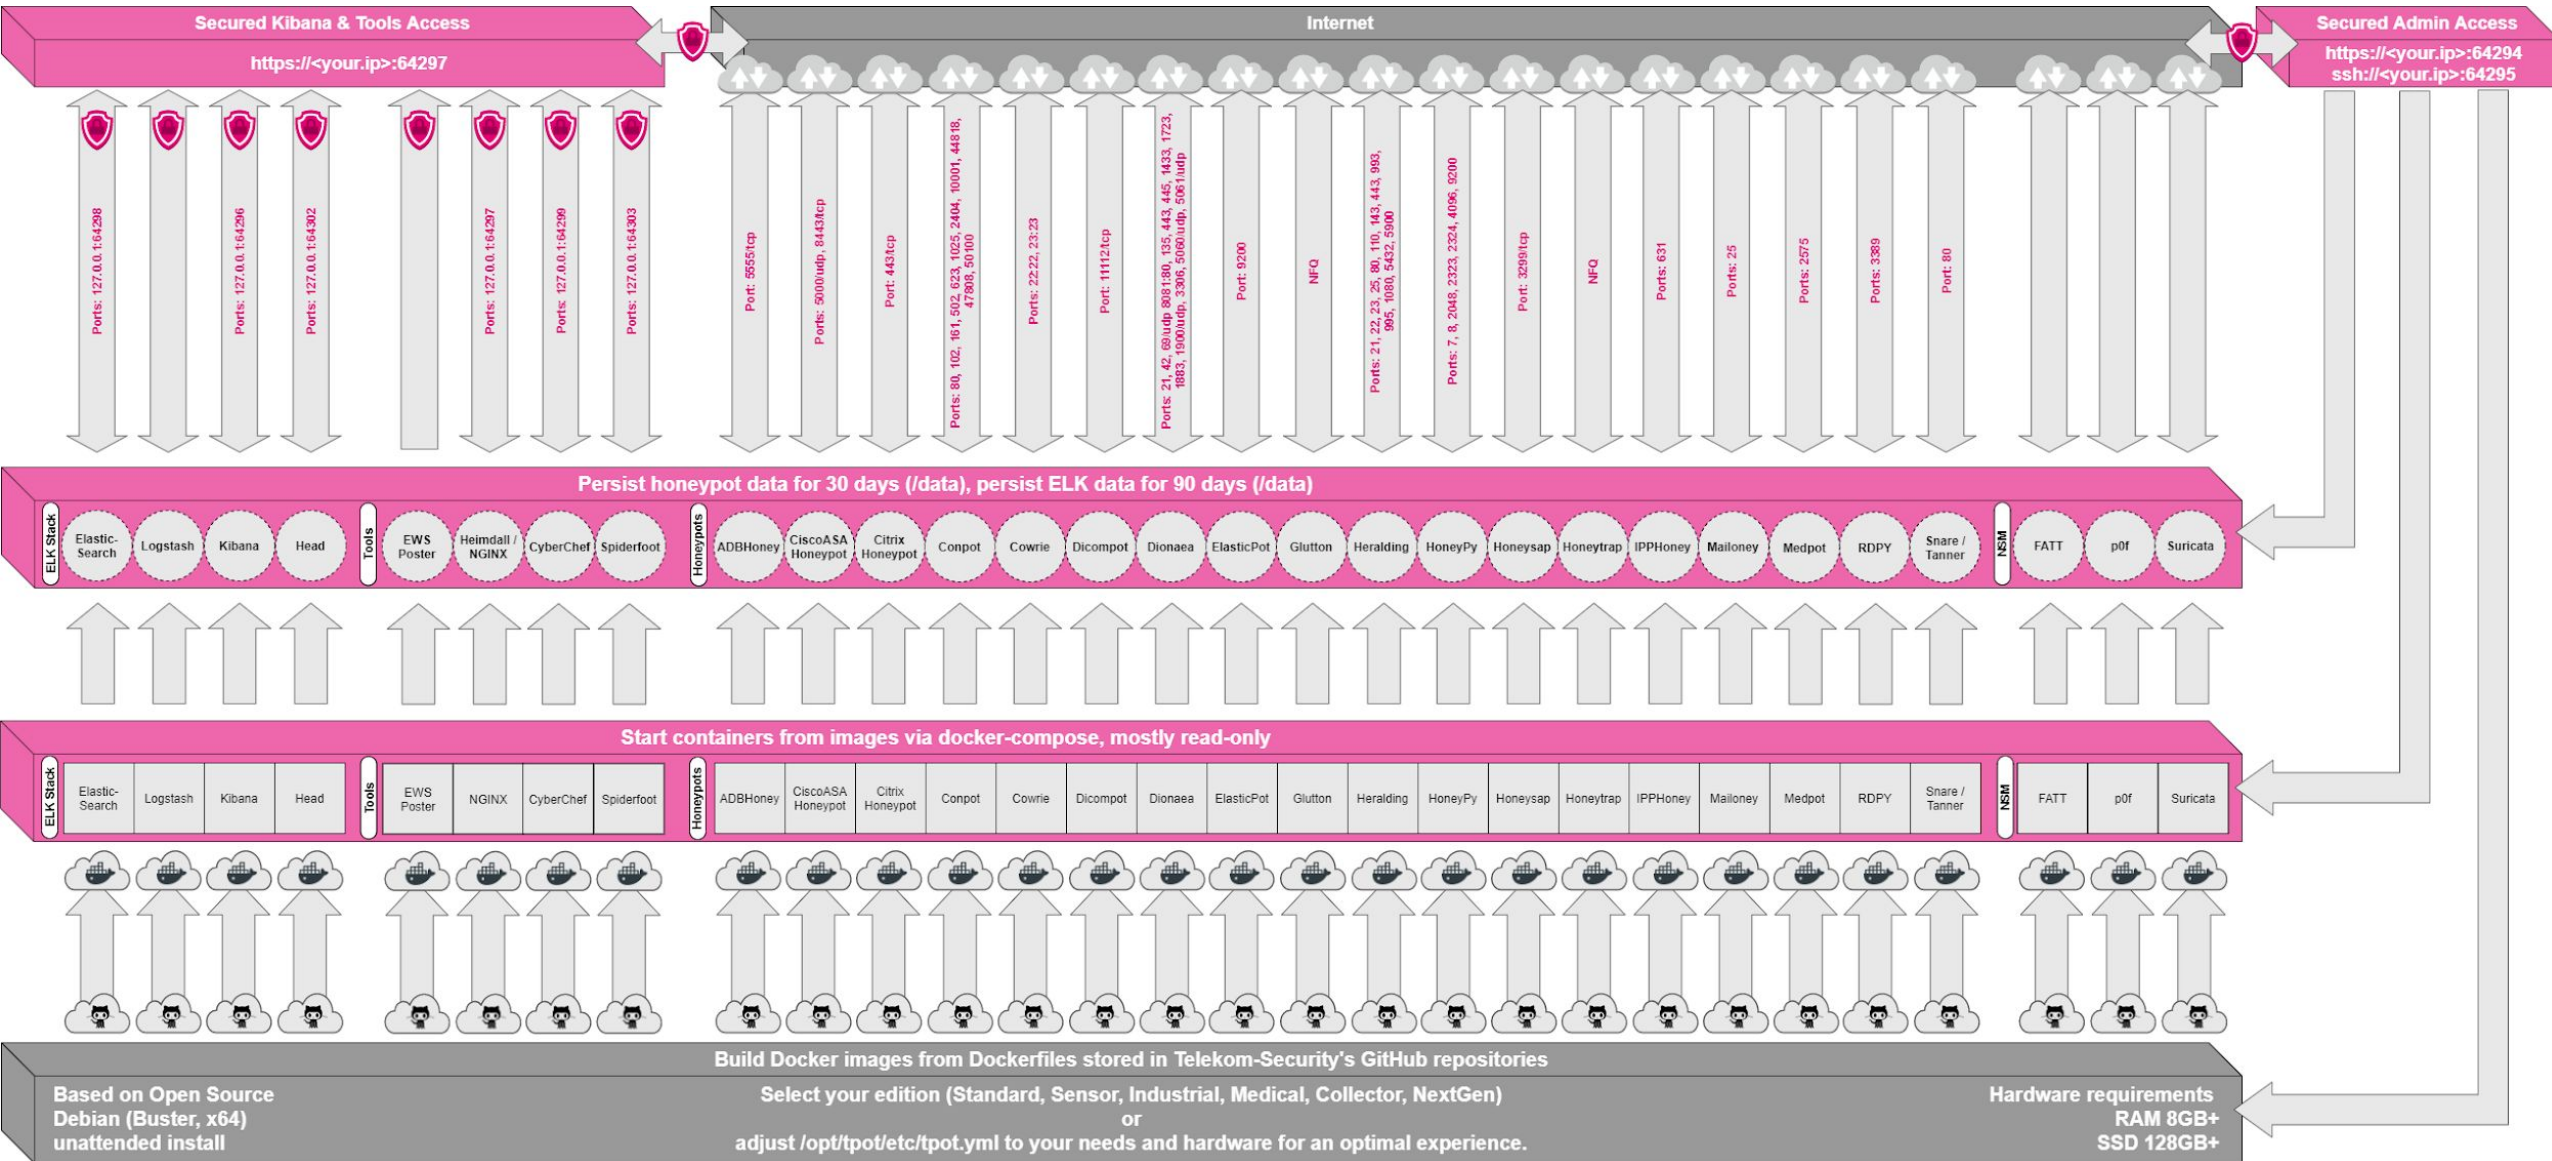 Secured Kibana & Tools Access
https://<your.ip>:64297
Internet
Secured Admin Access
https://<your.ip>:64294
ssh://<your.ip>:64295
Ports: 127.0.0.1:64298
Ports: 127.0.0.1:64296
Ports: 127.0.0.1:64302
Ports: 127.0.0.1:64297
Ports: 127.0.0.1:64299
Ports: 127.0.0.1:64303
Port: 5555/tcp
Ports: 5000/udp, 8443/tcp
Port: 443/tcp
Ports: 80, 102, 161, 502, 623, 1025, 2404, 10001, 44818,
47808, 50100
Ports: 22:22, 23:23
Port: 11112/tcp
Ports: 21, 42, 69/udp 8081:80, 135, 443, 445, 1433, 1723,
1883, 1900/udp, 3306, 5060/udp, 5061/udp
Port: 9200
NFQ
Ports: 21, 22, 23, 25, 80, 110, 143, 443, 993,
995, 1080, 5432, 5900
Ports: 7, 8, 2048, 2323, 2324, 4096, 9200
Port: 3299/tcp
NFQ
Ports: 631
Ports: 25
Ports: 2575
Ports: 3389
Port: 80
Persist honeypot data for 30 days (/data), persist ELK data for 90 days (/data)
ELK Stack
Elastic-
Search
Logstash
Kibana
Head
Tools
EWS
Poster
Heimdall /
NGINX
CyberChef
Spiderfoot
Honeypots
ADBHoney
CiscoASA
Honeypot
Citrix
Honeypot
Conpot
Cowrie
Dicompot
Dionaea
ElasticPot
Glutton
Heralding
HoneyPy
Honeysap
Honeytrap
IPPHoney
Mailoney
Medpot
RDPY
Snare /
Tanner
NSM
FATT
p0f
Suricata
Start containers from images via docker-compose, mostly read-only
ELK Stack
Elastic-
Search
Logstash
Kibana
Head
Tools
EWS
Poster
NGINX
CyberChef
Spiderfoot
Honeypots
ADBHoney
CiscoASA
Honeypot
Citrix
Honeypot
Conpot
Cowrie
Dicompot
Dionaea
ElasticPot
Glutton
Heralding
HoneyPy
Honeysap
Honeytrap
IPPHoney
Mailoney
Medpot
RDPY
Snare /
Tanner
NSM
FATT
p0f
Suricata
Build Docker images from Dockerfiles stored in Telekom-Security's GitHub repositories
Based on Open Source
Debian (Buster, x64)
unattended install
Select your edition (Standard, Sensor, Industrial, Medical, Collector, NextGen)
or
adjust /opt/tpot/etc/tpot.yml to your needs and hardware for an optimal experience.
Hardware requirements
RAM 8GB+
SSD 128GB+